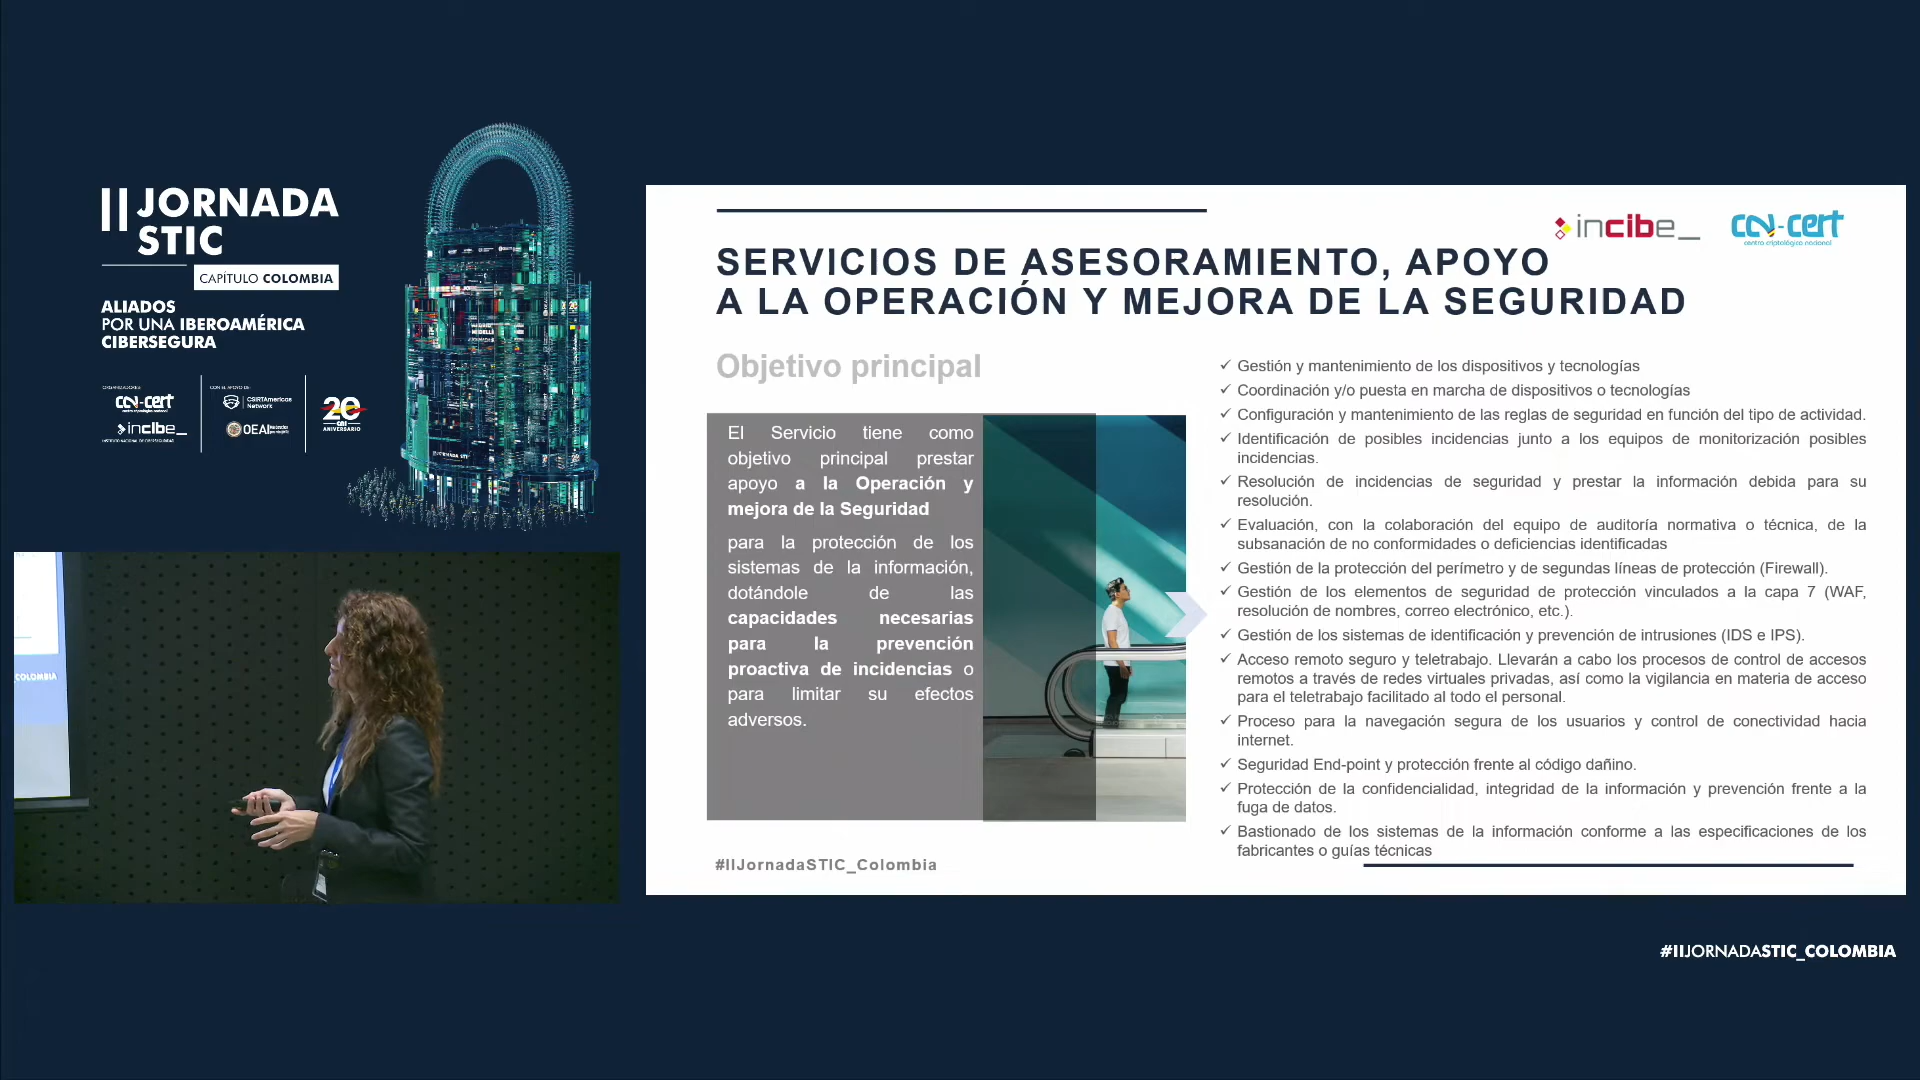 II JORNADA
STIC
CAPÍTULO COLOMBIA
ALIADOS
POR UNA IBEROAMÉRICA
CIBERSEGURA
ccn-cert
centro criptológico nacional
incibe_
CSIRTAmericas
Network
OEA
20
ANIVERSARIO
_COLOMBIA
incibe_
ccn-cert
centro criptológico nacional
SERVICIOS DE ASESORAMIENTO, APOYO
A LA OPERACIÓN Y MEJORA DE LA SEGURIDAD
Objetivo principal
El Servicio tiene como
objetivo principal prestar
apoyo a la Operación y
mejora de la Seguridad
para la protección de los
sistemas de la información,
dotándole de las
capacidades necesarias
para la prevención
proactiva de incidencias o
para limitar su efectos
adversos.
#IIJornadaSTIC_Colombia
✓ Gestión y mantenimiento de los dispositivos y tecnologías
✓ Coordinación y/o puesta en marcha de dispositivos o tecnologías
✓ Configuración y mantenimiento de las reglas de seguridad en función del tipo de actividad.
✓ Identificación de posibles incidencias junto a los equipos de monitorización posibles
incidencias.
✓ Resolución de incidencias de seguridad y prestar la información debida para su
resolución.
✓ Evaluación, con la colaboración del equipo de auditoría normativa o técnica, de la
subsanación de no conformidades o deficiencias identificadas
✓ Gestión de la protección del perímetro y de segundas líneas de protección (Firewall).
✓ Gestión de los elementos de seguridad de protección vinculados a la capa 7 (WAF,
resolución de nombres, correo electrónico, etc.).
✓ Gestión de los sistemas de identificación y prevención de intrusiones (IDS e IPS).
✓ Acceso remoto seguro y teletrabajo. Llevarán a cabo los procesos de control de accesos
remotos a través de redes virtuales privadas, así como la vigilancia en materia de acceso
para el teletrabajo facilitado al todo el personal.
✓ Proceso para la navegación segura de los usuarios y control de conectividad hacia
internet.
✓ Seguridad End-point y protección frente al código dañino.
✓ Protección de la confidencialidad, integridad de la información y prevención frente a la
fuga de datos.
✓ Bastionado de los sistemas de la información conforme a las especificaciones de los
fabricantes o guías técnicas
#IIJORNADASTIC_COLOMBIA